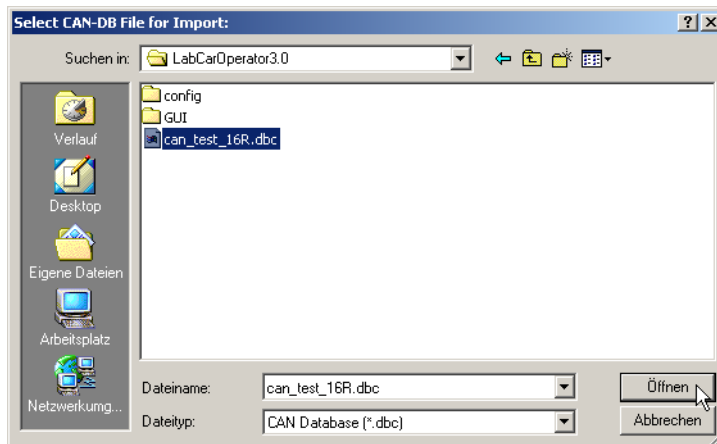 Select CAN-DB File for Import:
Suchen in:
LabCarOperator3.0
Verlauf
Desktop
Eigene Dateien
Arbeitsplatz
Netzwerkumg...
config
GUI
can_test_16R.dbc
Dateiname:
can_test_16R.dbc
Öffnen
Dateityp:
CAN Database (*.dbc)
Abbrechen